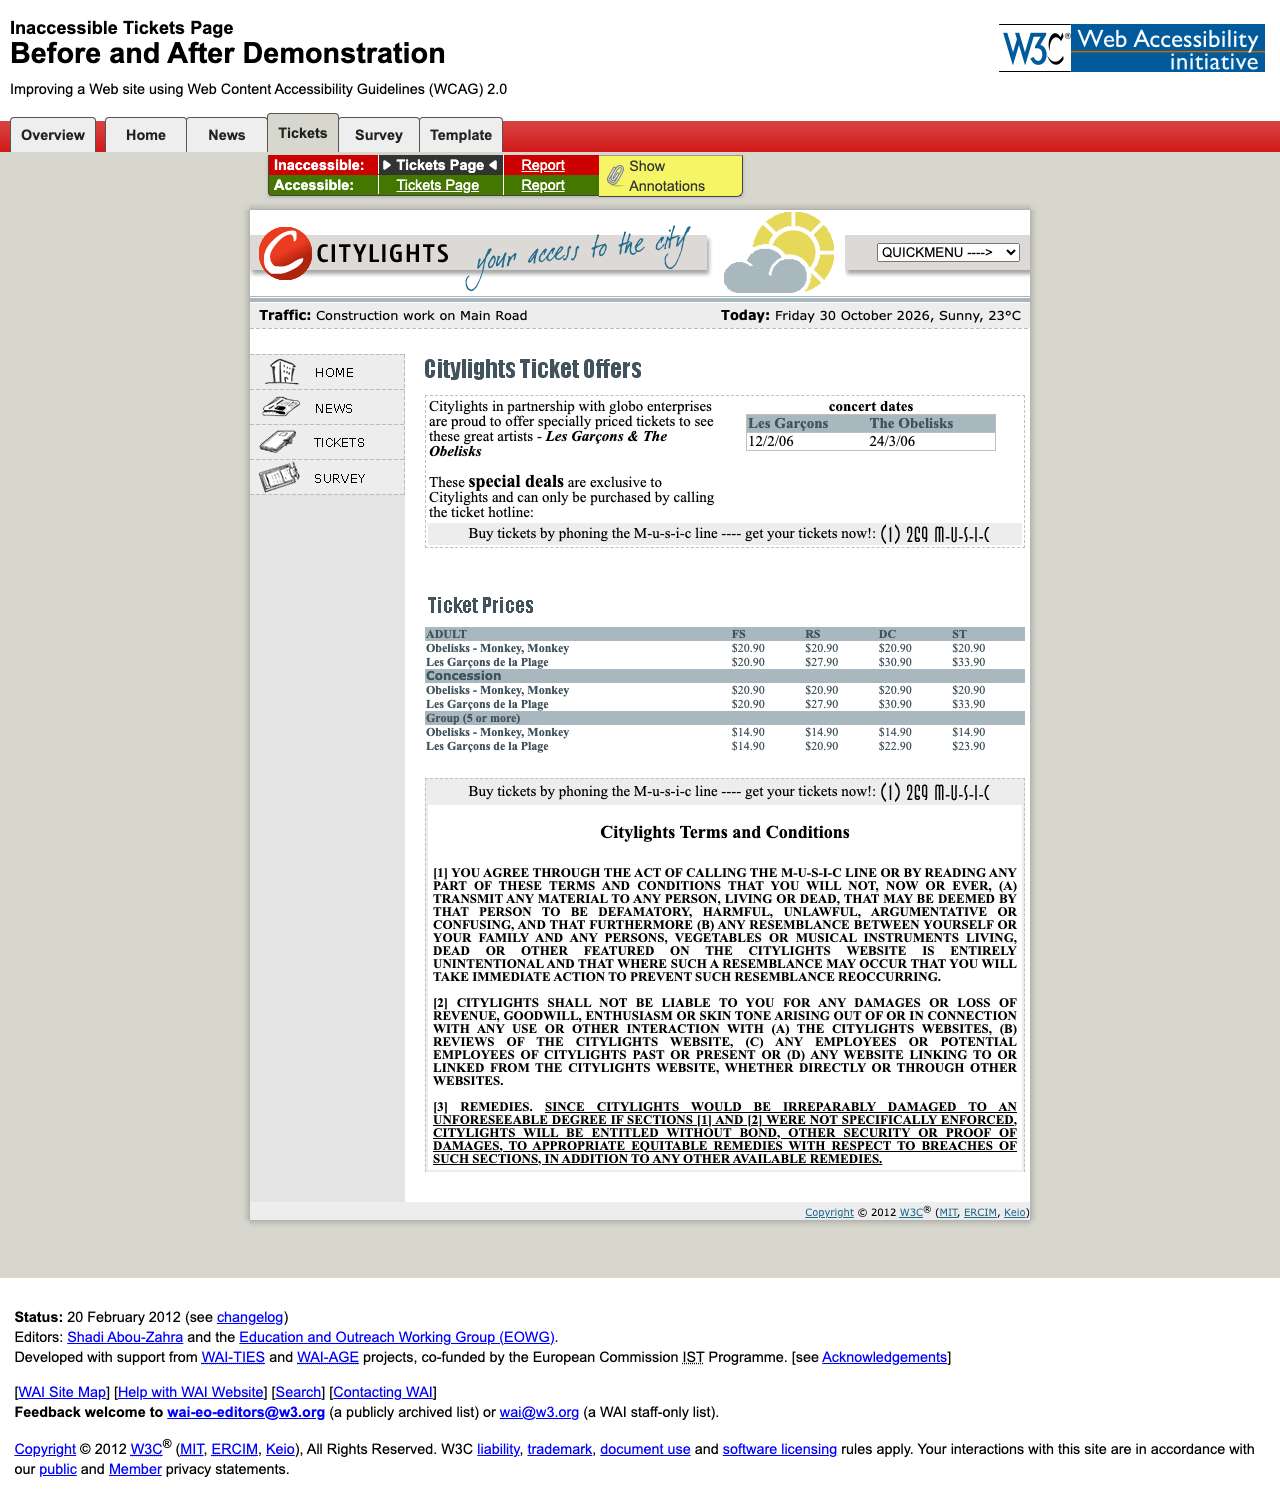 Inaccessible Tickets Page
Before and After Demonstration
Improving a Web site using Web Content Accessibility Guidelines (WCAG) 2.0
W3C® Web Accessibility
initiative
Overview Home News Tickets Survey Template
Inaccessible: Tickets Page Report
Accessible: Tickets Page Report
Show
Annotations
CITYLIGHTS your access to the city
QUICKMENU ---->
Traffic: Construction work on Main Road
Today: Friday 30 October 2026, Sunny, 23°C
HOME
NEWS
TICKETS
SURVEY
Citylights Ticket Offers
Citylights in partnership with globo enterprises
are proud to offer specially priced tickets to see
these great artists - Les Garçons & The
Obelisks
These special deals are exclusive to
Citylights and can only be purchased by calling
the ticket hotline:
concert dates
Les Garçons The Obelisks
12/2/06 24/3/06
Buy tickets by phoning the M-u-s-i-c line ---- get your tickets now!: (1) 269 M-U-S-I-C
Ticket Prices
ADULT FS RS DC ST
Obelisks - Monkey, Monkey $20.90 $20.90 $20.90 $20.90
Les Garçons de la Plage $20.90 $27.90 $30.90 $33.90
Concession
Obelisks - Monkey, Monkey $20.90 $20.90 $20.90 $20.90
Les Garçons de la Plage $20.90 $27.90 $30.90 $33.90
Group (5 or more)
Obelisks - Monkey, Monkey $14.90 $14.90 $14.90 $14.90
Les Garçons de la Plage $14.90 $20.90 $22.90 $23.90
Buy tickets by phoning the M-u-s-i-c line ---- get your tickets now!: (1) 269 M-U-S-I-C
Citylights Terms and Conditions
[1] YOU AGREE THROUGH THE ACT OF CALLING THE M-U-S-I-C LINE OR BY READING ANY
PART OF THESE TERMS AND CONDITIONS THAT YOU WILL NOT, NOW OR EVER, (A)
TRANSMIT ANY MATERIAL TO ANY PERSON, LIVING OR DEAD, THAT MAY BE DEEMED BY
THAT PERSON TO BE DEFAMATORY, HARMFUL, UNLAWFUL, ARGUMENTATIVE OR
CONFUSING, AND THAT FURTHERMORE (B) ANY RESEMBLANCE BETWEEN YOURSELF OR
YOUR FAMILY AND ANY PERSONS, VEGETABLES OR MUSICAL INSTRUMENTS LIVING,
DEAD OR OTHER FEATURED ON THE CITYLIGHTS WEBSITE IS ENTIRELY
UNINTENTIONAL AND THAT WHERE SUCH A RESEMBLANCE MAY OCCUR THAT YOU WILL
TAKE IMMEDIATE ACTION TO PREVENT SUCH RESEMBLANCE REOCCURRING.
[2] CITYLIGHTS SHALL NOT BE LIABLE TO YOU FOR ANY DAMAGES OR LOSS OF
REVENUE, GOODWILL, ENTHUSIASM OR SKIN TONE ARISING OUT OF OR IN CONNECTION
WITH ANY USE OR OTHER INTERACTION WITH (A) THE CITYLIGHTS WEBSITES, (B)
REVIEWS OF THE CITYLIGHTS WEBSITE, (C) ANY EMPLOYEES OR POTENTIAL
EMPLOYEES OF CITYLIGHTS PAST OR PRESENT OR (D) ANY WEBSITE LINKING TO OR
LINKED FROM THE CITYLIGHTS WEBSITE, WHETHER DIRECTLY OR THROUGH OTHER
WEBSITES.
[3] REMEDIES. SINCE CITYLIGHTS WOULD BE IRREPARABLY DAMAGED TO AN
UNFORESEEABLE DEGREE IF SECTIONS [1] AND [2] WERE NOT SPECIFICALLY ENFORCED,
CITYLIGHTS WILL BE ENTITLED WITHOUT BOND, OTHER SECURITY OR PROOF OF
DAMAGES, TO APPROPRIATE EQUITABLE REMEDIES WITH RESPECT TO BREACHES OF
SUCH SECTIONS, IN ADDITION TO ANY OTHER AVAILABLE REMEDIES.
Copyright © 2012 W3C® (MIT, ERCIM, Keio)
Status: 20 February 2012 (see changelog)
Editors: Shadi Abou-Zahra and the Education and Outreach Working Group (EOWG).
Developed with support from WAI-TIES and WAI-AGE projects, co-funded by the European Commission IST Programme. [see Acknowledgements]
[WAI Site Map] [Help with WAI Website] [Search] [Contacting WAI]
Feedback welcome to wai-eo-editors@w3.org (a publicly archived list) or wai@w3.org (a WAI staff-only list).
Copyright © 2012 W3C® (MIT, ERCIM, Keio), All Rights Reserved. W3C liability, trademark, document use and software licensing rules apply. Your interactions with this site are in accordance with
our public and Member privacy statements.